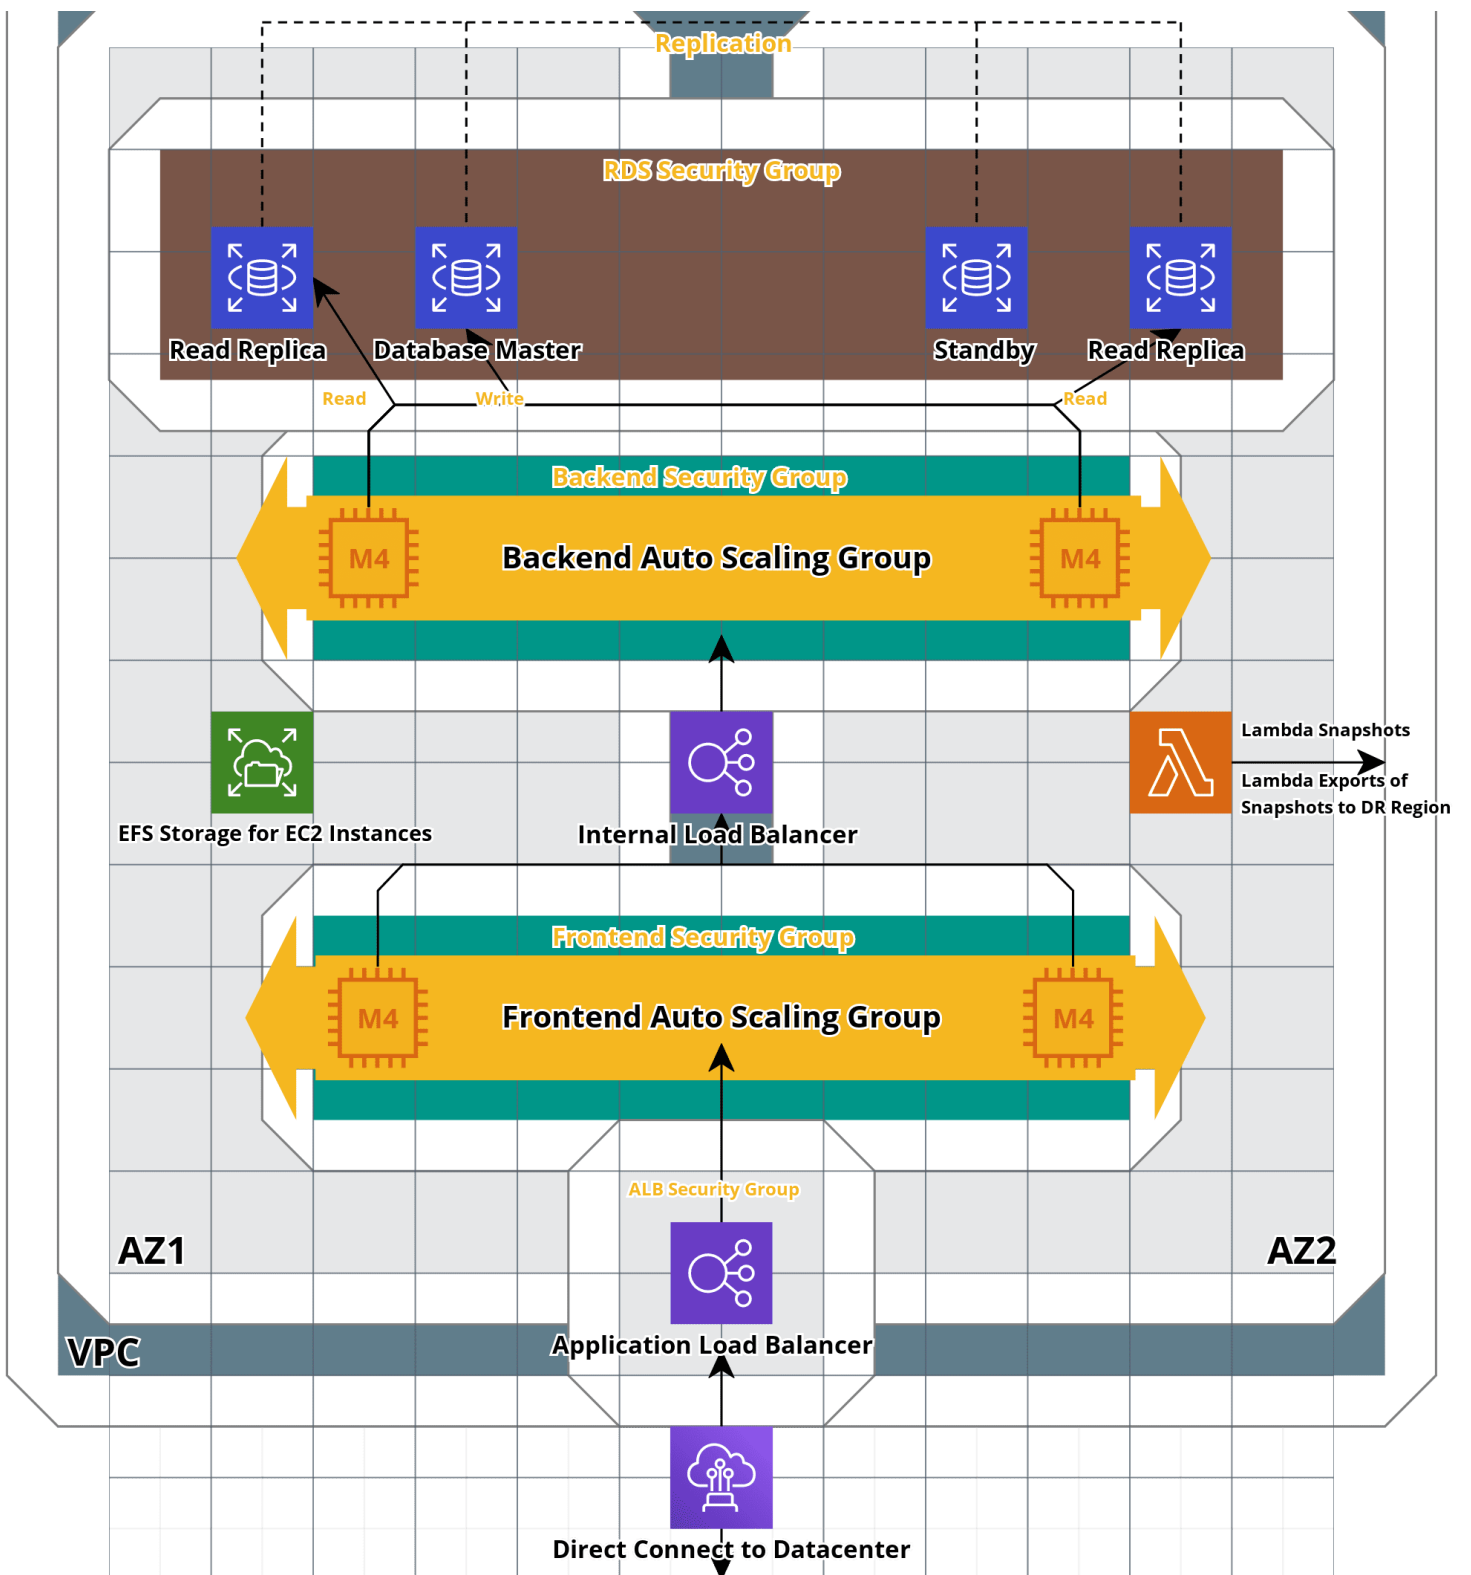 Replication
RDS Security Group
Read Replica
Database Master
Standby
Read Replica
Read
Write
Read
Backend Security Group
M4
Backend Auto Scaling Group
M4
Lambda Snapshots
Lambda Exports of
Snapshots to DR Region
EFS Storage for EC2 Instances
Internal Load Balancer
Frontend Security Group
M4
Frontend Auto Scaling Group
M4
ALB Security Group
AZ1
AZ2
Application Load Balancer
VPC
Direct Connect to Datacenter